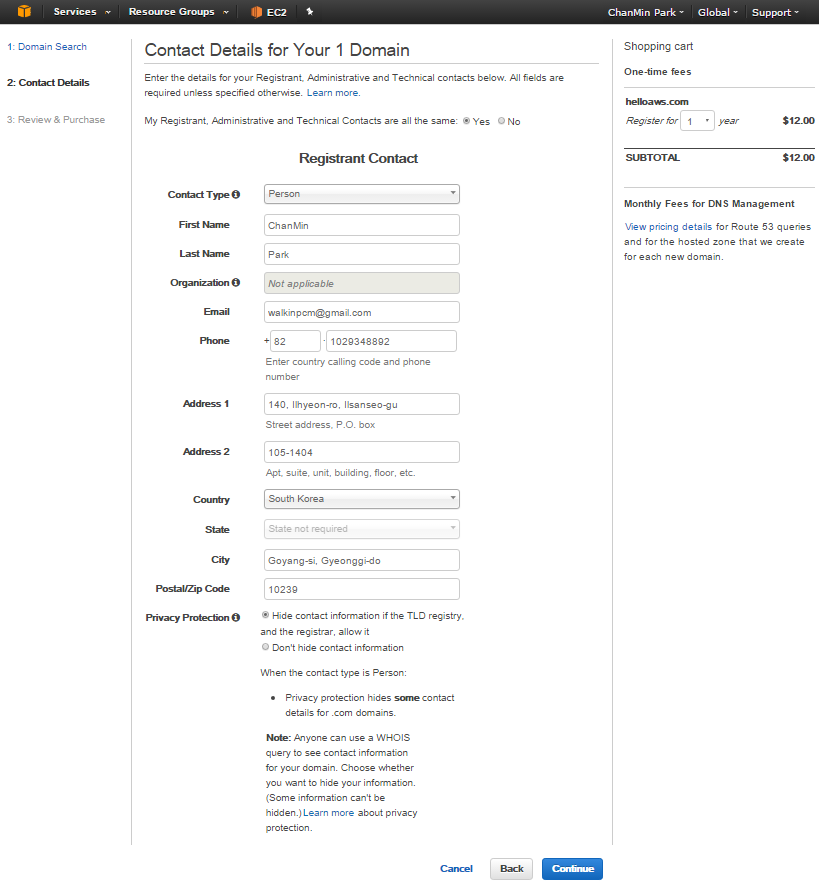 Services Resource Groups EC2 ChanMin Park Global Support
1: Domain Search
2: Contact Details
3: Review & Purchase
Contact Details for Your 1 Domain
Enter the details for your Registrant, Administrative and Technical contacts below. All fields are
required unless specified otherwise. Learn more.
My Registrant, Administrative and Technical Contacts are all the same: Yes No
Registrant Contact
Contact Type Person
First Name ChanMin
Last Name Park
Organization Not applicable
Email walkinpcm@gmail.com
Phone + 82 . 1029348892
Enter country calling code and phone
number
Address 1 140, Ilhyeon-ro, Ilsanseo-gu
Street address, P.O. box
Address 2 105-1404
Apt, suite, unit, building, floor, etc.
Country South Korea
State State not required
City Goyang-si, Gyeonggi-do
Postal/Zip Code 10239
Privacy Protection Hide contact information if the TLD registry,
and the registrar, allow it
Don't hide contact information
When the contact type is Person:
• Privacy protection hides some contact
details for .com domains.
Note: Anyone can use a WHOIS
query to see contact information
for your domain. Choose whether
you want to hide your information.
(Some information can't be
hidden.) Learn more about privacy
protection.
Cancel Back Continue
Shopping cart
One-time fees
helloaws.com
Register for 1 year $12.00
SUBTOTAL $12.00
Monthly Fees for DNS Management
View pricing details for Route 53 queries
and for the hosted zone that we create
for each new domain.